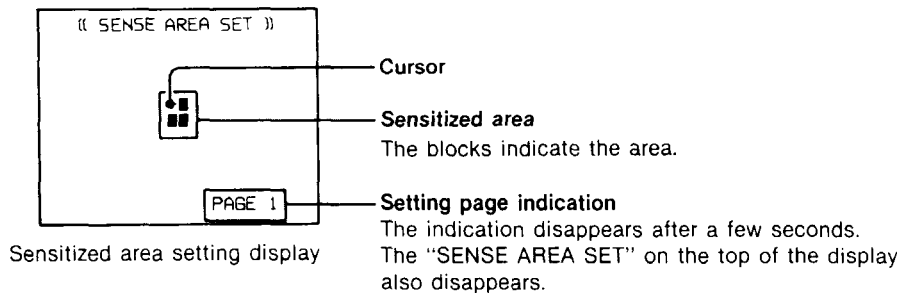 (( SENSE AREA SET ))
Cursor
Sensitized area
The blocks indicate the area.
PAGE 1
Setting page indication
The indication disappears after a few seconds.
The “SENSE AREA SET” on the top of the display
also disappears.
Sensitized area setting display